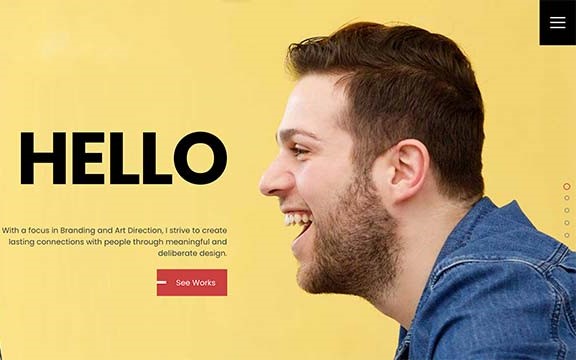 HELLO
With a focus in Branding and Art Direction, I strive to create
lasting connections with people through meaningful and
deliberate design.
See Works